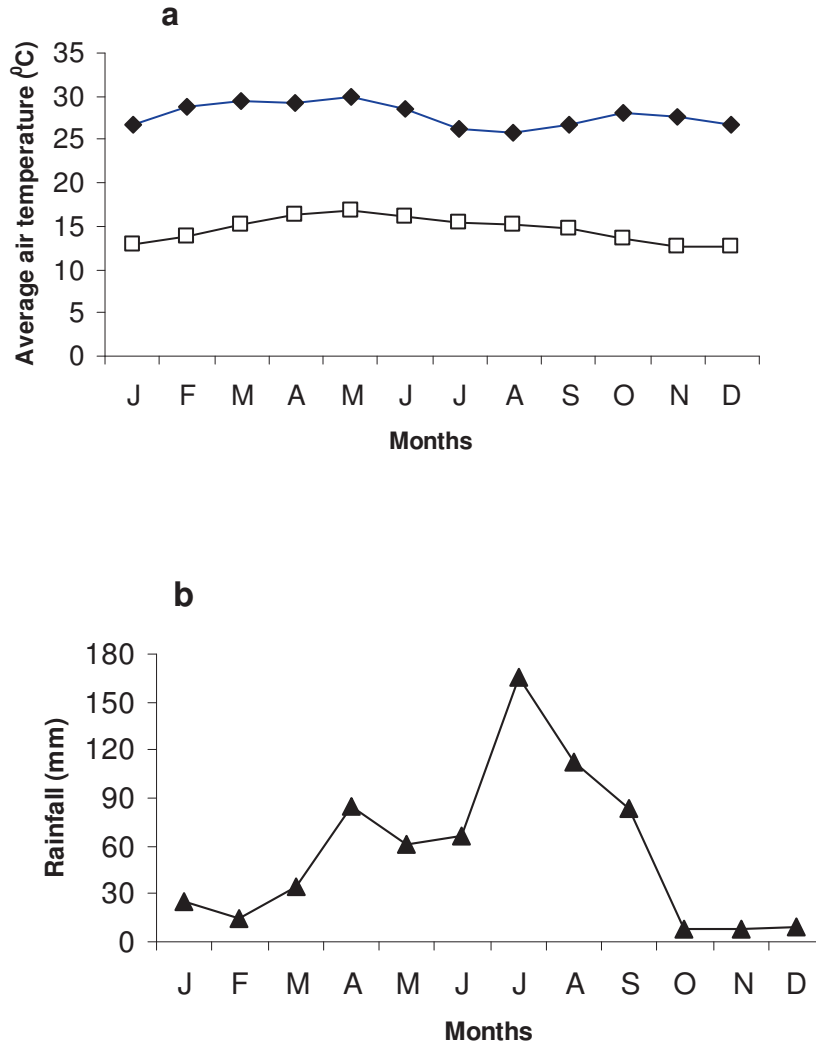 a
Average air temperature (⁰C)
35
30
25
20
15
10
5
0
J F M A M J J A S O N D
Months
b
Rainfall (mm)
180
150
120
90
60
30
0
J F M A M J J A S O N D
Months